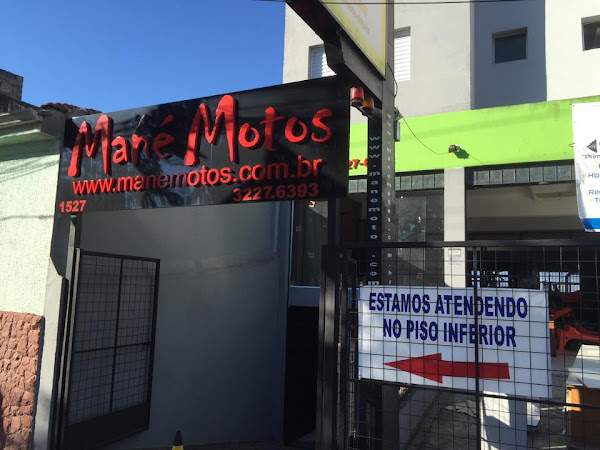 Mané Motos
www.manemotos.com.br
3227.6393
1527
ESTAMOS ATENDENDO
NO PISO INFERIOR